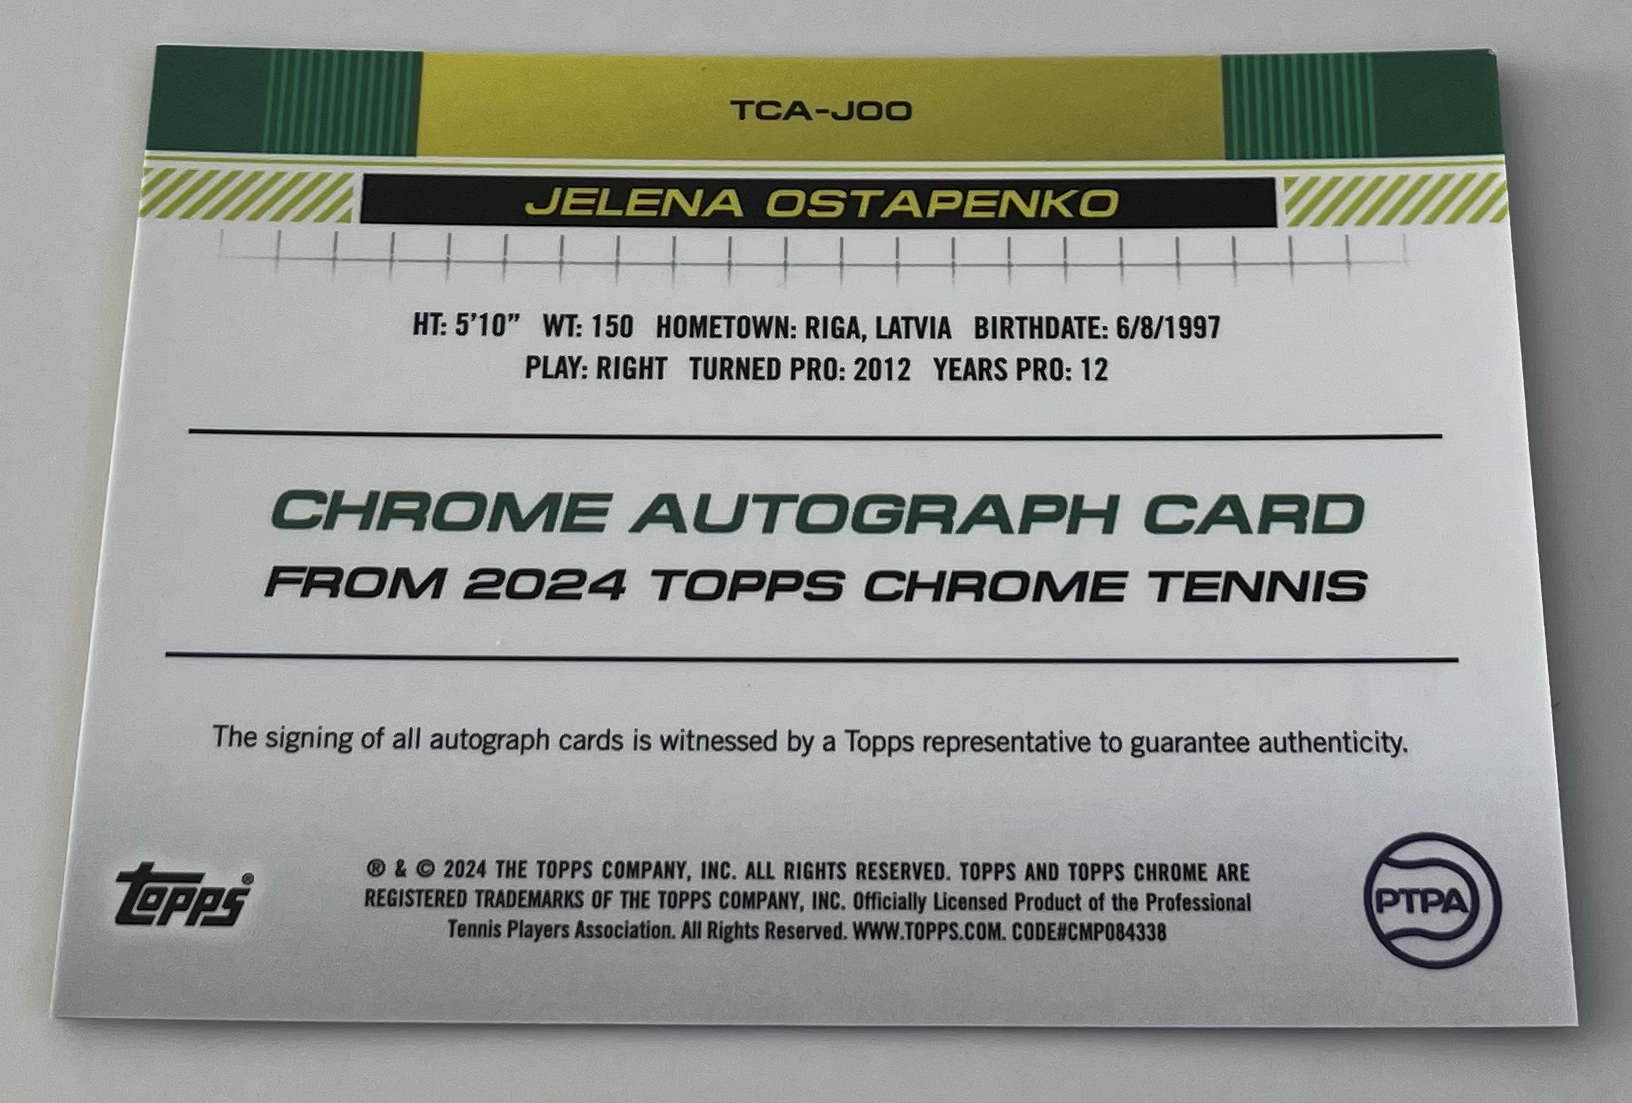 TCA-JOO
JELENA OSTAPENKO
HT: 5'10" WT: 150 HOMETOWN: RIGA, LATVIA BIRTHDATE: 6/8/1997
PLAY: RIGHT TURNED PRO: 2012 YEARS PRO: 12
CHROME AUTOGRAPH CARD
FROM 2024 TOPPS CHROME TENNIS
The signing of all autograph cards is witnessed by a Topps representative to guarantee authenticity.
topps®
® & © 2024 THE TOPPS COMPANY, INC. ALL RIGHTS RESERVED. TOPPS AND TOPPS CHROME ARE
REGISTERED TRADEMARKS OF THE TOPPS COMPANY, INC. Officially Licensed Product of the Professional
Tennis Players Association. All Rights Reserved. WWW.TOPPS.COM. CODE#CMP084338
PTPA